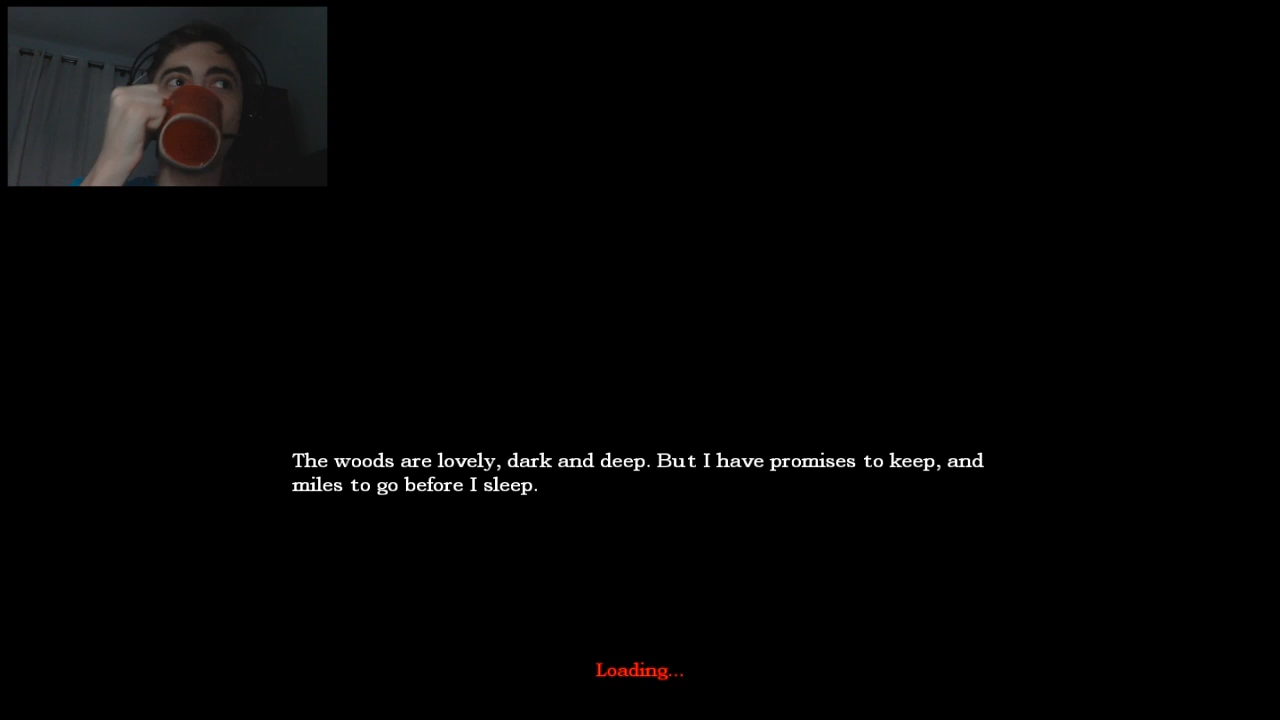 The woods are lovely, dark and deep. But I have promises to keep, and
miles to go before I sleep.
Loading...